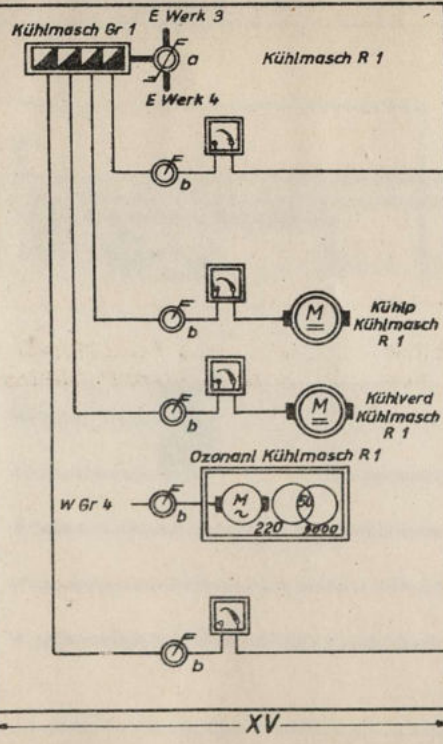 E Werk 3
Kühlmasch Gr 1
a
Kühlmasch R 1
E Werk 4
b
M
Kühlp
Kühlmasch
R 1
b
M
Kühlverd
Kühlmasch
R 1
b
Ozonanl Kühlmasch R 1
W Gr 4
b
M
~
50
220
b
XV